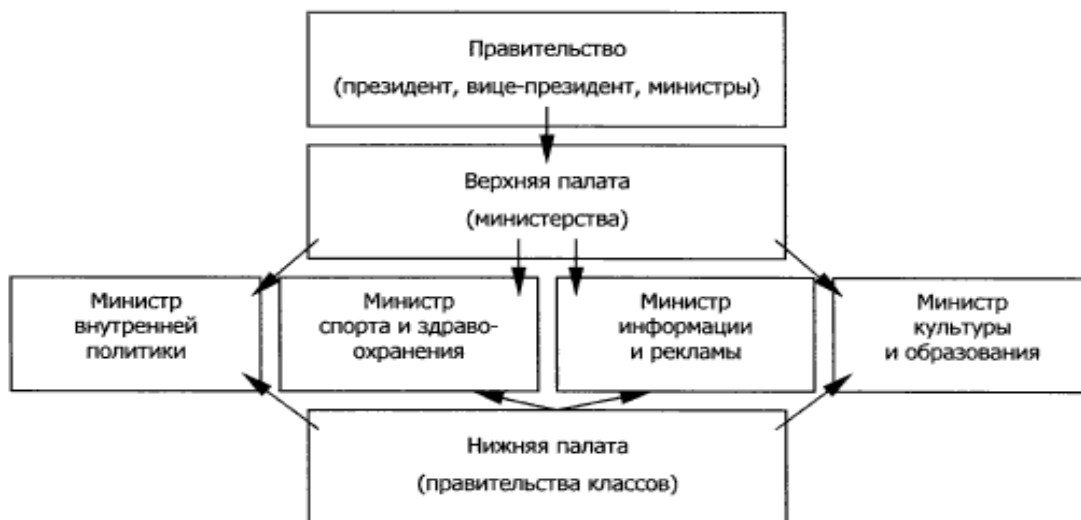 Правительство
(президент, вице-президент, министры)
Верхняя палата
(министерства)
Министр
внутренней
политики
Министр
спорта и здраво-
охранения
Министр
информации
и рекламы
Министр
культуры
и образования
Нижняя палата
(правительства классов)